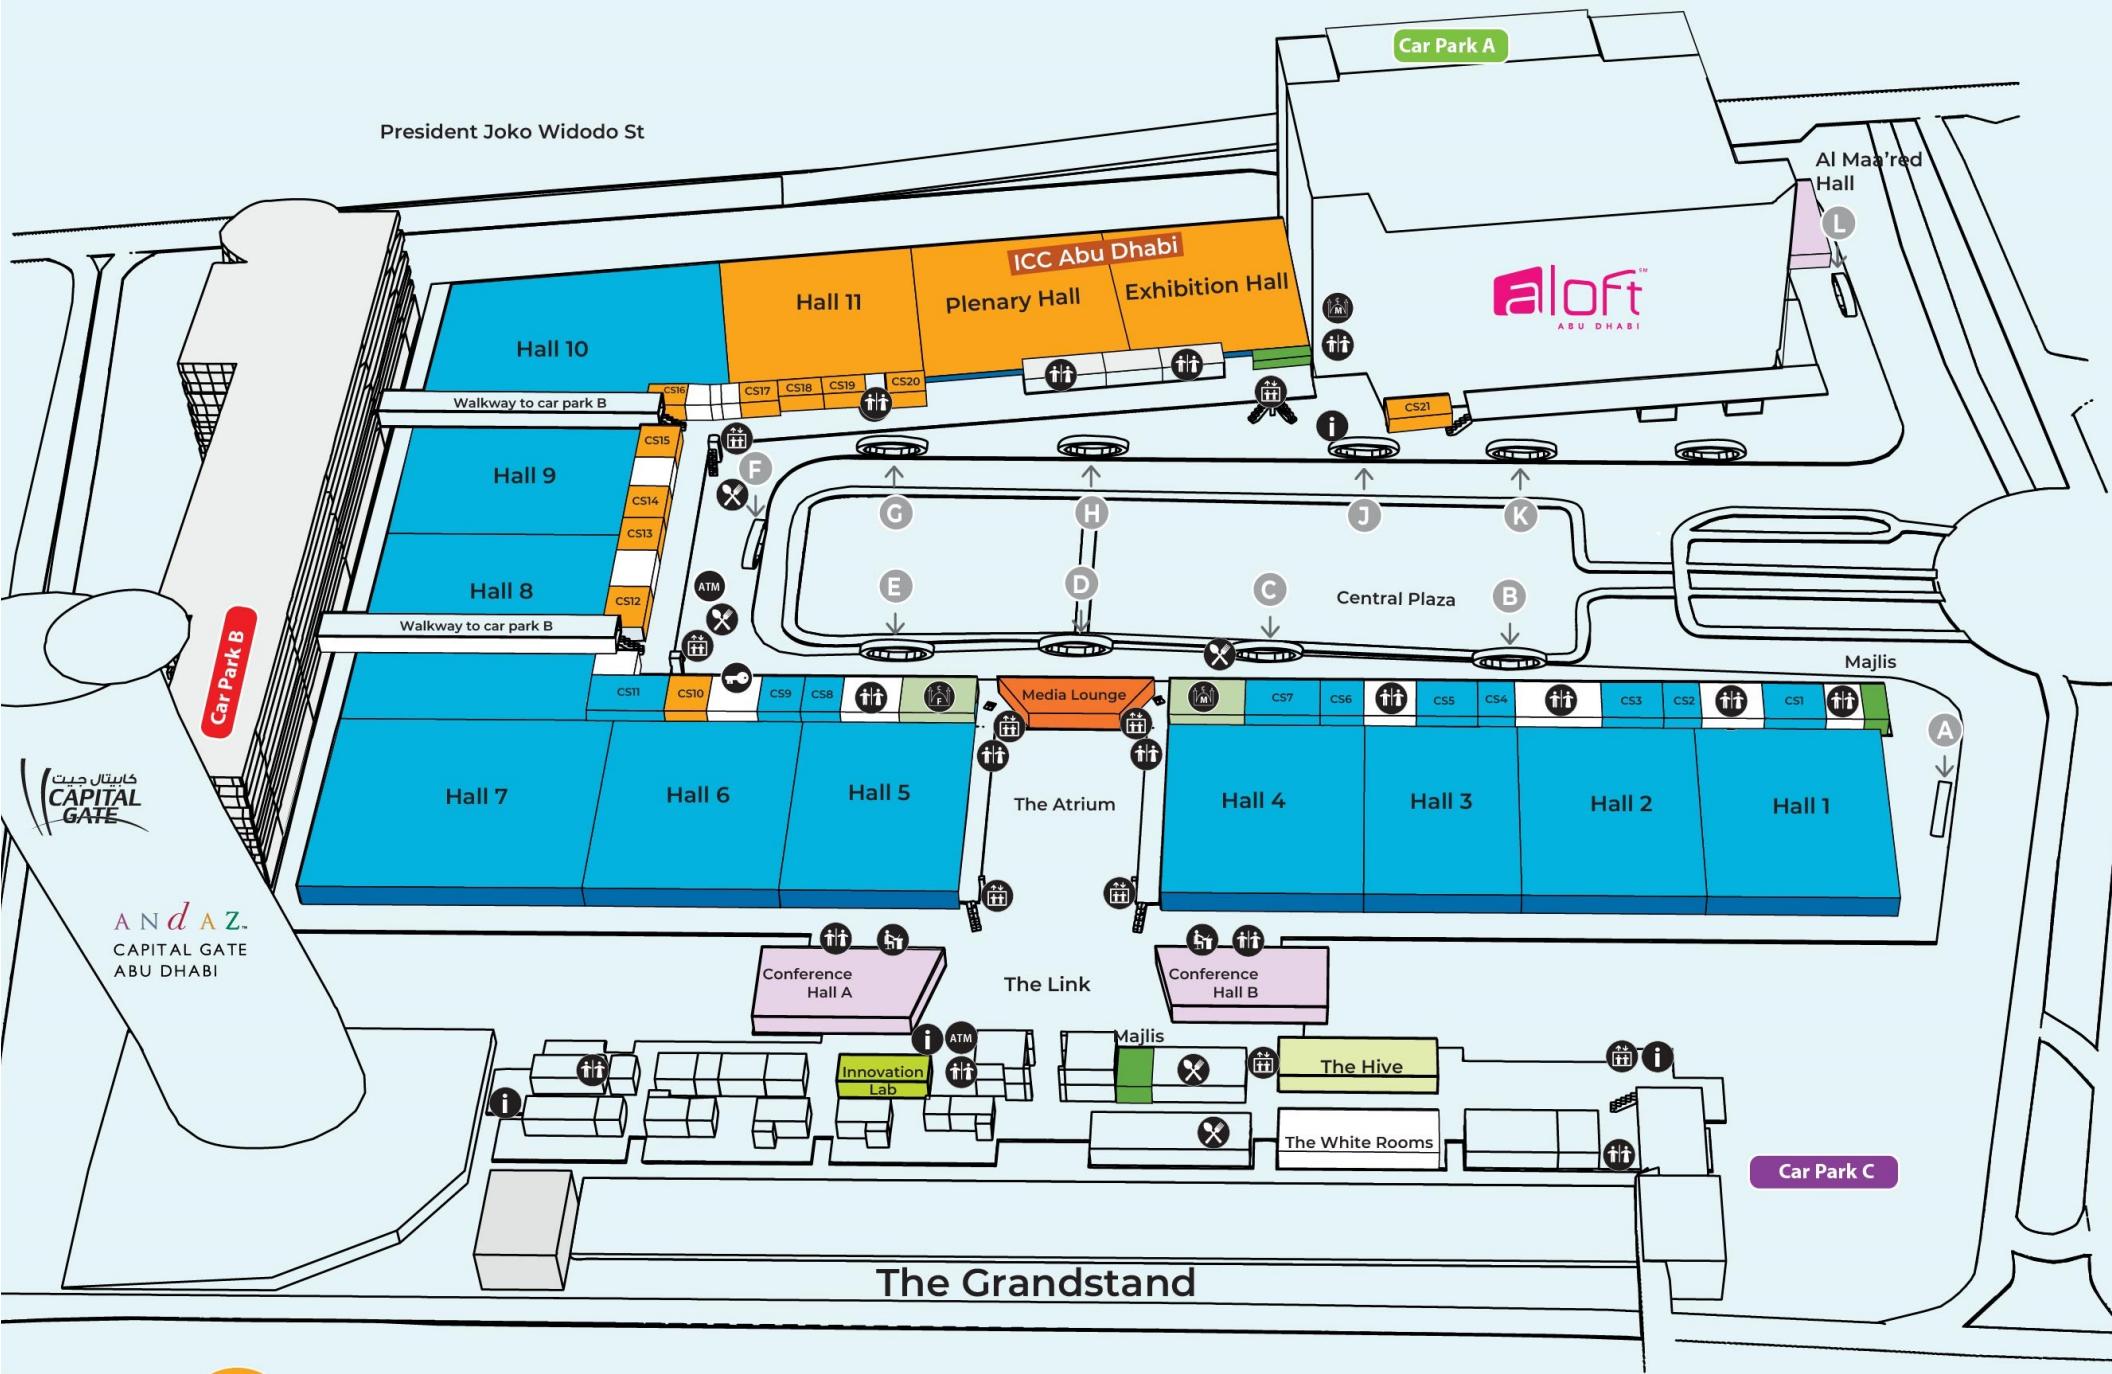 Car Park A
President Joko Widodo St
Al Maa'red
Hall
L
ICC Abu Dhabi
Hall 10
Hall 11
Plenary Hall
Exhibition Hall
M
aloft
SM
ABU DHABI
CS16
CS17
CS18
CS19
CS20
CS21
i
Walkway to car park B
CS15
Hall 9
CS14
CS13
F
G
H
J
K
Hall 8
CS12
ATM
E
D
C
B
Central Plaza
Walkway to car park B
Car Park B
Majlis
CS11
CS10
CS9
CS8
F
Media Lounge
M
CS7
CS6
CS5
CS4
CS3
CS2
CS1
A
Hall 7
Hall 6
Hall 5
The Atrium
Hall 4
Hall 3
Hall 2
Hall 1
كابيتال جيت
CAPITAL
GATE
ANdAZ™
CAPITAL GATE
ABU DHABI
Conference
Hall A
The Link
Conference
Hall B
i
ATM
Majlis
Innovation
Lab
The Hive
i
i
The White Rooms
Car Park C
The Grandstand